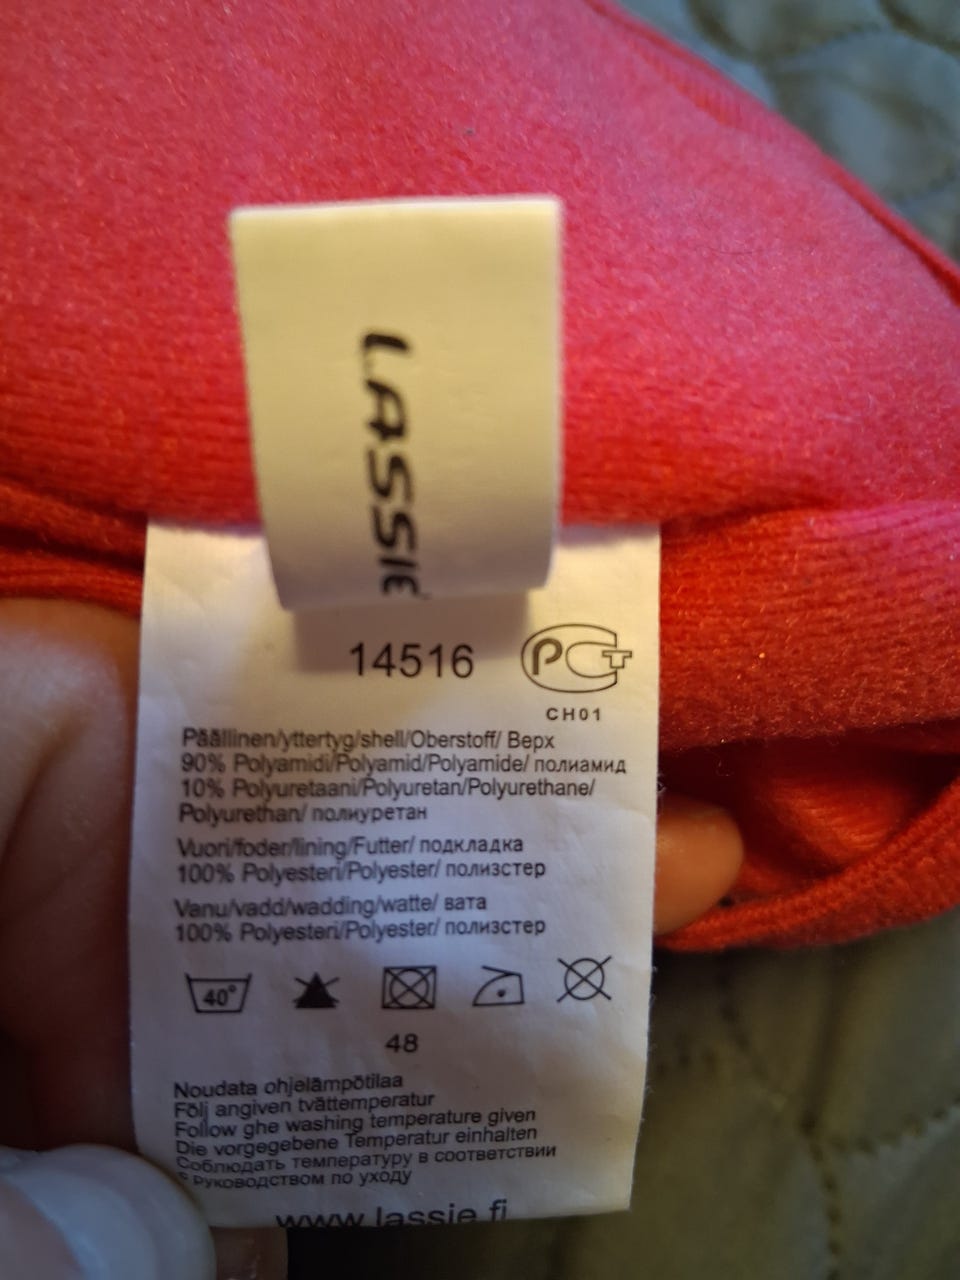 LASSIE
14516
PCT
CH01
Päällinen/yttertyg/shell/Oberstoff/ Верх
90% Polyamidi/Polyamid/Polyamide/ полиамид
10% Polyuretaani/Polyuretan/Polyurethane/
Polyurethan/ полиуретан
Vuori/foder/lining/Futter/ подкладка
100% Polyesteri/Polyester/ полизстер
Vanu/vadd/wadding/watte/ вата
100% Polyesteri/Polyester/ полизстер
40°
48
Noudata ohjelämpötilaa
Följ angiven tvättemperatur
Follow ghe washing temperature given
Die vorgegebene Temperatur einhalten
Соблюдать температуру в соответствии
с руководством по уходу
www.lassie.fi